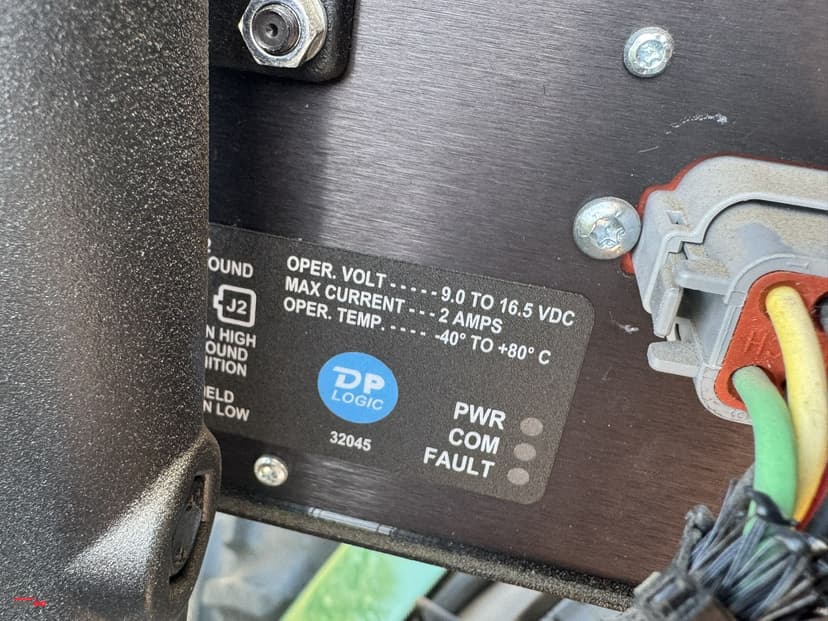 2
OUND
J2
N HIGH
OUND
ITION
IELD
N LOW
OPER. VOLT - - - - - 9.0 TO 16.5 VDC
MAX CURRENT - - - 2 AMPS
OPER. TEMP. - - - - - -40° TO +80° C
DP
LOGIC
32045
PWR
COM
FAULT
H